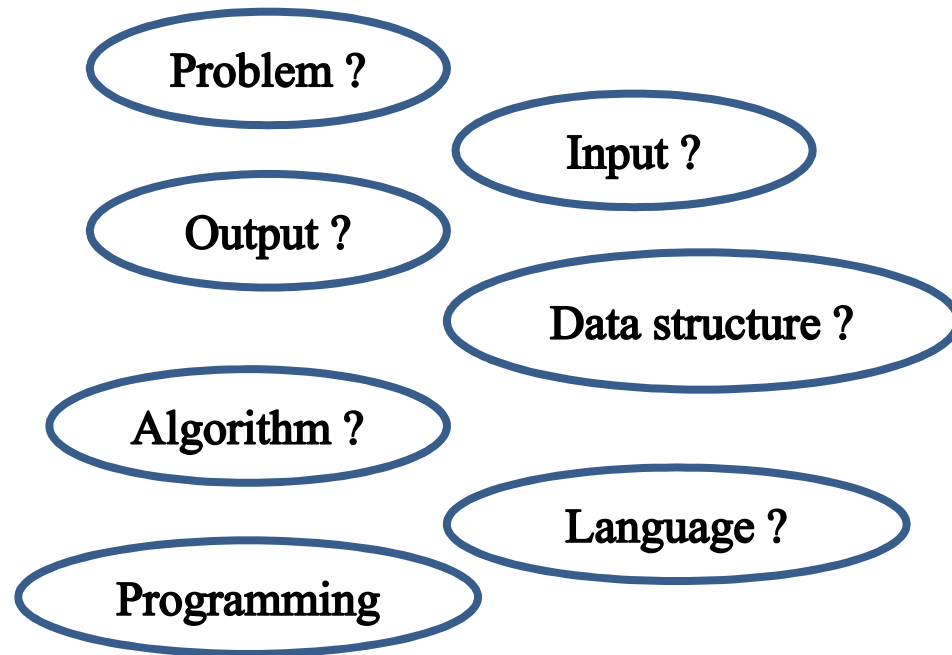 Problem ?
Input ?
Output ?
Data structure ?
Algorithm ?
Language ?
Programming